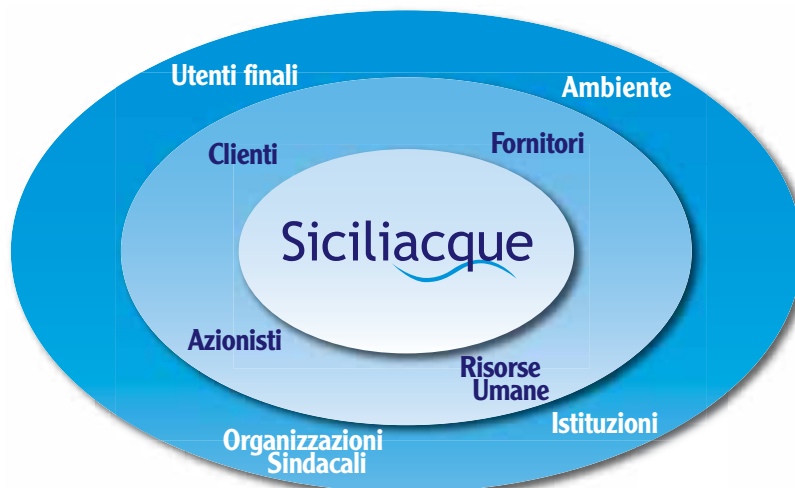 Utenti finali
Ambiente
Clienti
Fornitori
Siciliacque
Azionisti
Risorse
Umane
Istituzioni
Organizzazioni
Sindacali